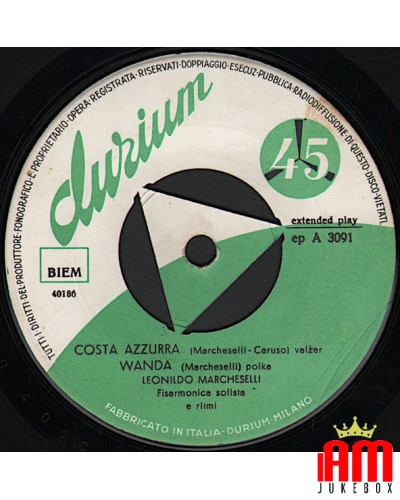 TUTTI I DIRITTI DEL PRODUTTORE FONOGRAFICO E PROPRIETARIO OPERA REGISTRATA - RISERVATI - DOPPIAGGIO - ESECUZ. PUBBLICA - RADIODIFFUSIONE DI QUESTO DISCO - VIETATI
durium
45
extended play
ep A 3091
BIEM
40186
COSTA AZZURRA (Marcheselli - Caruso) valzer
WANDA (Marcheselli) polka
LEONILDO MARCHESELLI
Fisarmonica solista
e ritmi
FABBRICATO IN ITALIA - DURIUM - MILANO
IAM
JUKEBOX